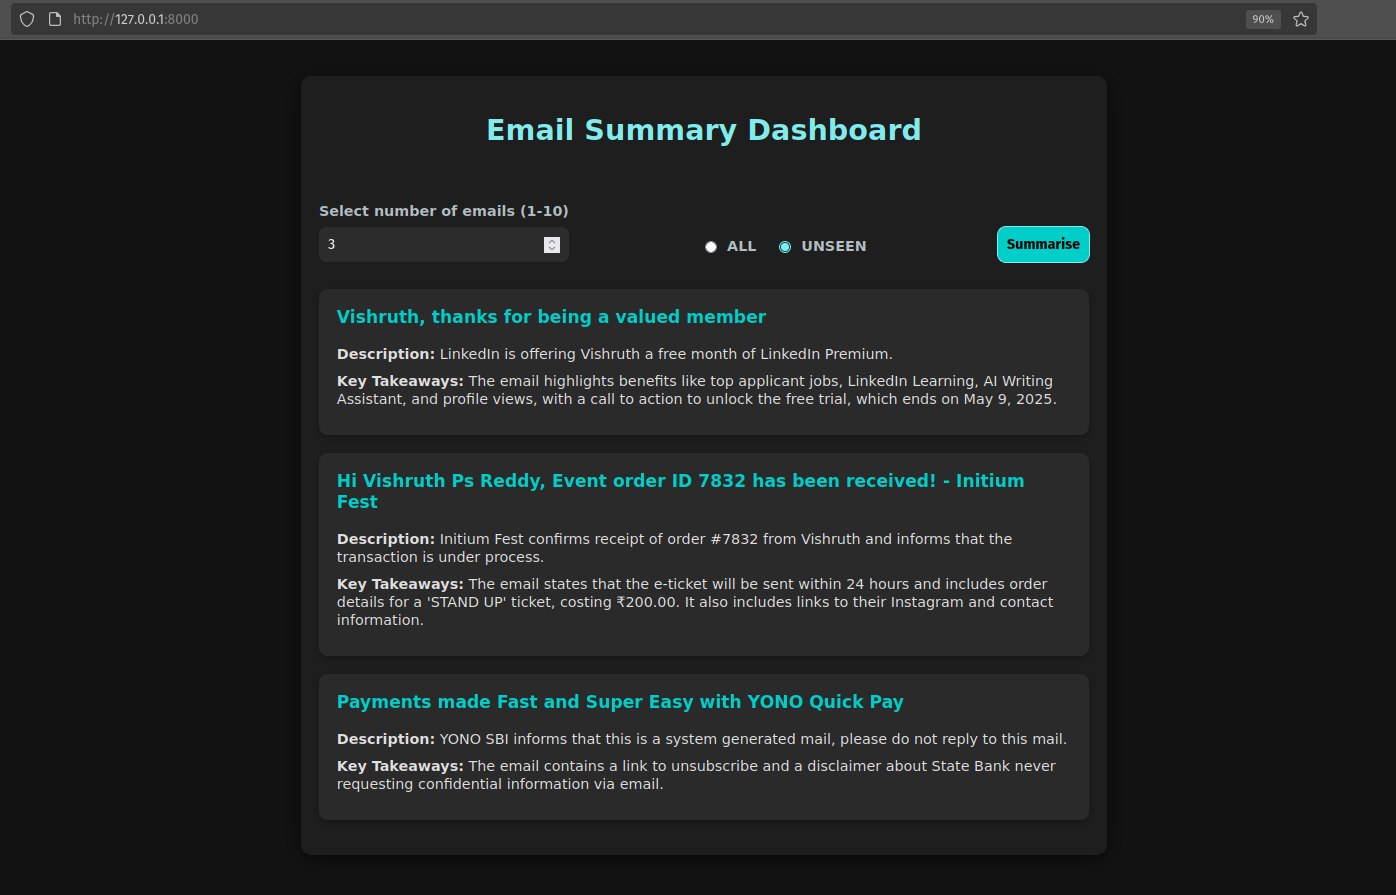 http://127.0.0.1:8000
90%
Email Summary Dashboard
Select number of emails (1-10)
3
ALL
UNSEEN
Summarise
Vishruth, thanks for being a valued member
Description: LinkedIn is offering Vishruth a free month of LinkedIn Premium.
Key Takeaways: The email highlights benefits like top applicant jobs, LinkedIn Learning, AI Writing
Assistant, and profile views, with a call to action to unlock the free trial, which ends on May 9, 2025.
Hi Vishruth Ps Reddy, Event order ID 7832 has been received! - Initium
Fest
Description: Initium Fest confirms receipt of order #7832 from Vishruth and informs that the
transaction is under process.
Key Takeaways: The email states that the e-ticket will be sent within 24 hours and includes order
details for a 'STAND UP' ticket, costing ₹200.00. It also includes links to their Instagram and contact
information.
Payments made Fast and Super Easy with YONO Quick Pay
Description: YONO SBI informs that this is a system generated mail, please do not reply to this mail.
Key Takeaways: The email contains a link to unsubscribe and a disclaimer about State Bank never
requesting confidential information via email.